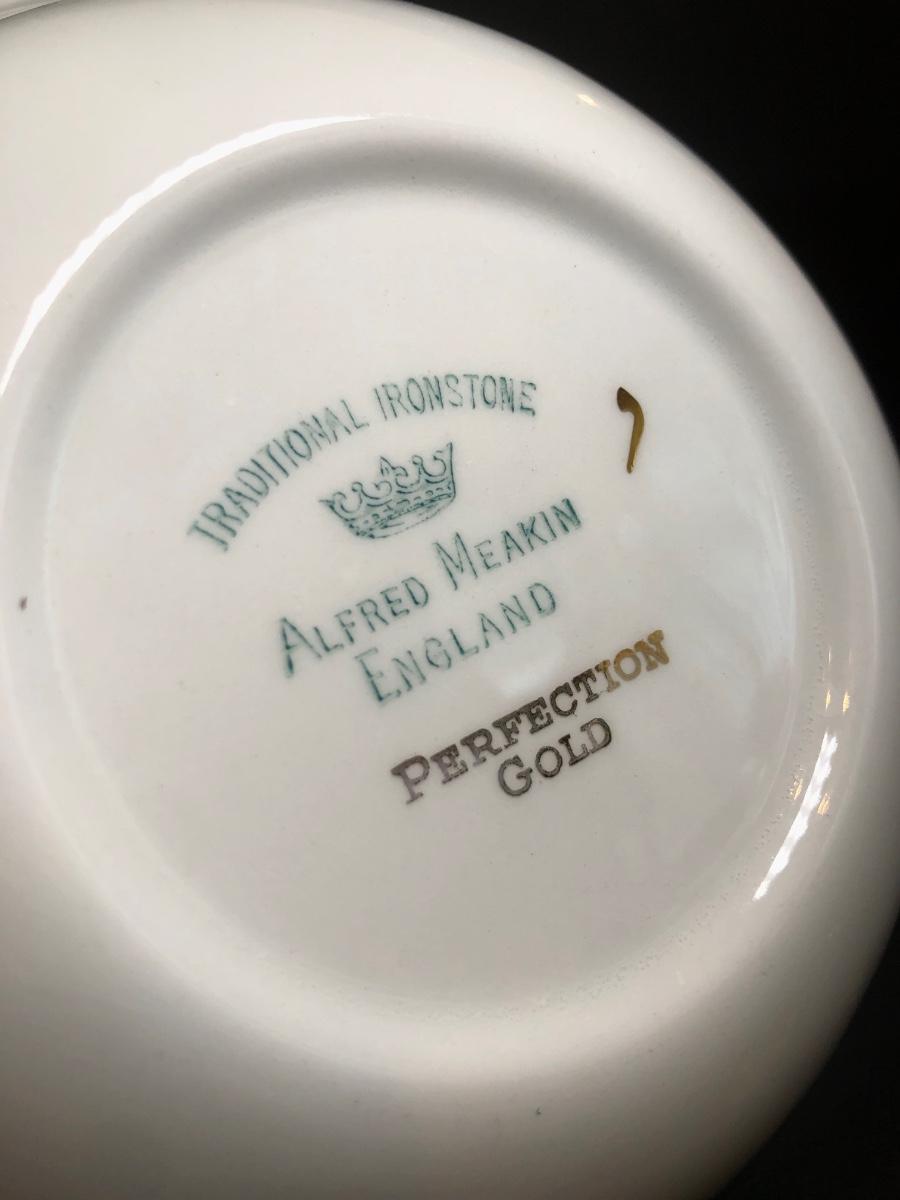 TRADITIONAL IRONSTONE
ALFRED MEAKIN
ENGLAND
PERFECTION
GOLD